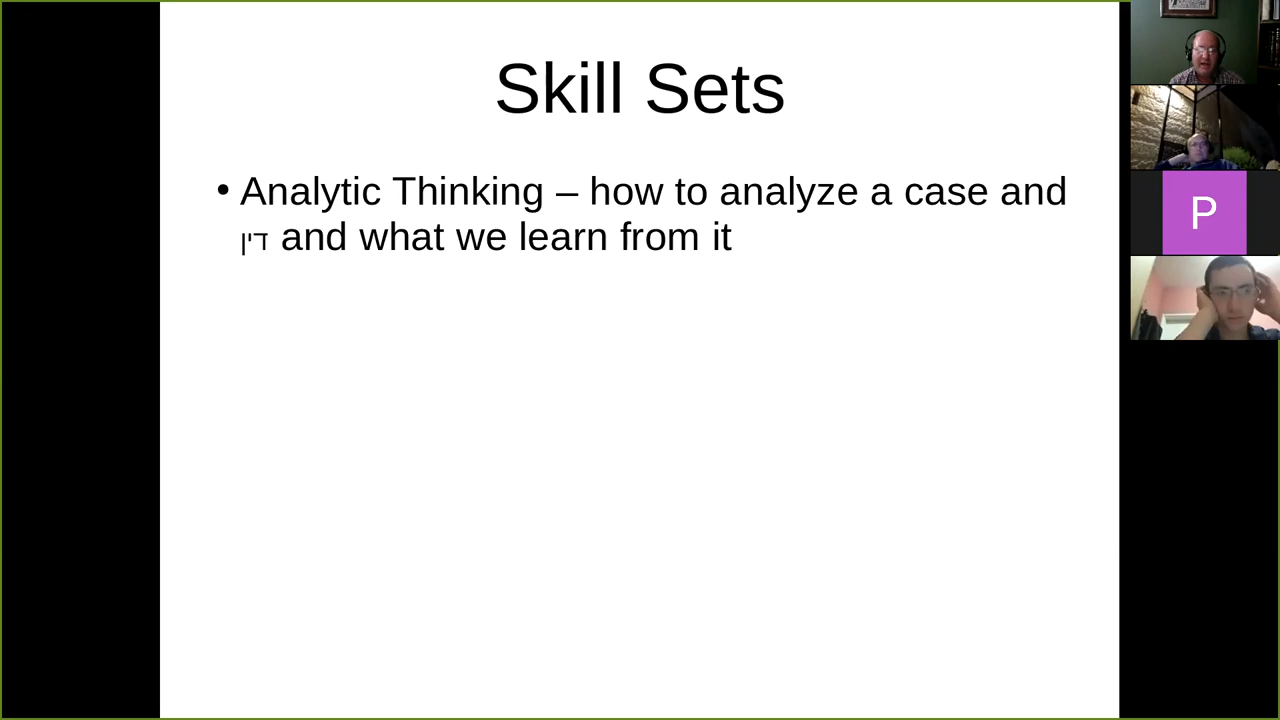 Skill Sets
• Analytic Thinking – how to analyze a case and
דין and what we learn from it
P